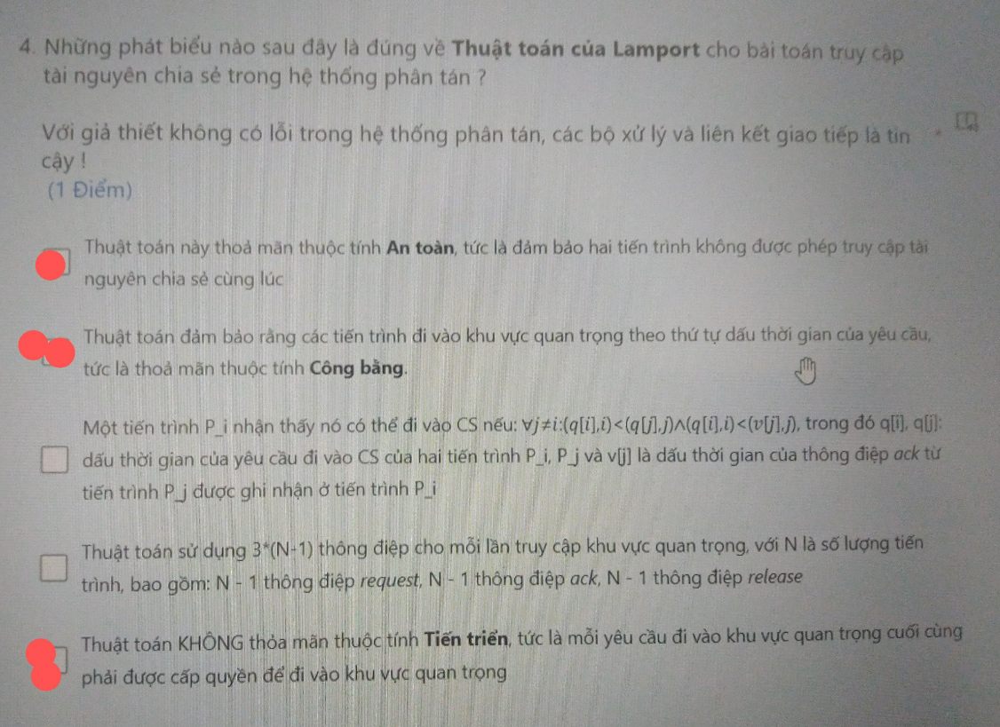 4. Những phát biểu nào sau đây là đúng về Thuật toán của Lamport cho bài toán truy cập
tài nguyên chia sẻ trong hệ thống phân tán ?
Với giả thiết không có lỗi trong hệ thống phân tán, các bộ xử lý và liên kết giao tiếp là tin *
cậy !
(1 Điểm)
Thuật toán này thoả mãn thuộc tính An toàn, tức là đảm bảo hai tiến trình không được phép truy cập tài
nguyên chia sẻ cùng lúc
Thuật toán đảm bảo rằng các tiến trình đi vào khu vực quan trọng theo thứ tự dấu thời gian của yêu cầu,
tức là thoả mãn thuộc tính Công bằng.
Một tiến trình P_i nhận thấy nó có thể đi vào CS nếu: ∀j≠i:(q[i],i)<(q[j],j)∧(q[i],i)<(v[j],j), trong đó q[i], q[j]:
dấu thời gian của yêu cầu đi vào CS của hai tiến trình P_i, P_j và v[j] là dấu thời gian của thông điệp ack từ
tiến trình P_j được ghi nhận ở tiến trình P_i
Thuật toán sử dụng 3*(N-1) thông điệp cho mỗi lần truy cập khu vực quan trọng, với N là số lượng tiến
trình, bao gồm: N - 1 thông điệp request, N - 1 thông điệp ack, N - 1 thông điệp release
Thuật toán KHÔNG thỏa mãn thuộc tính Tiến triển, tức là mỗi yêu cầu đi vào khu vực quan trọng cuối cùng
phải được cấp quyền để đi vào khu vực quan trọng